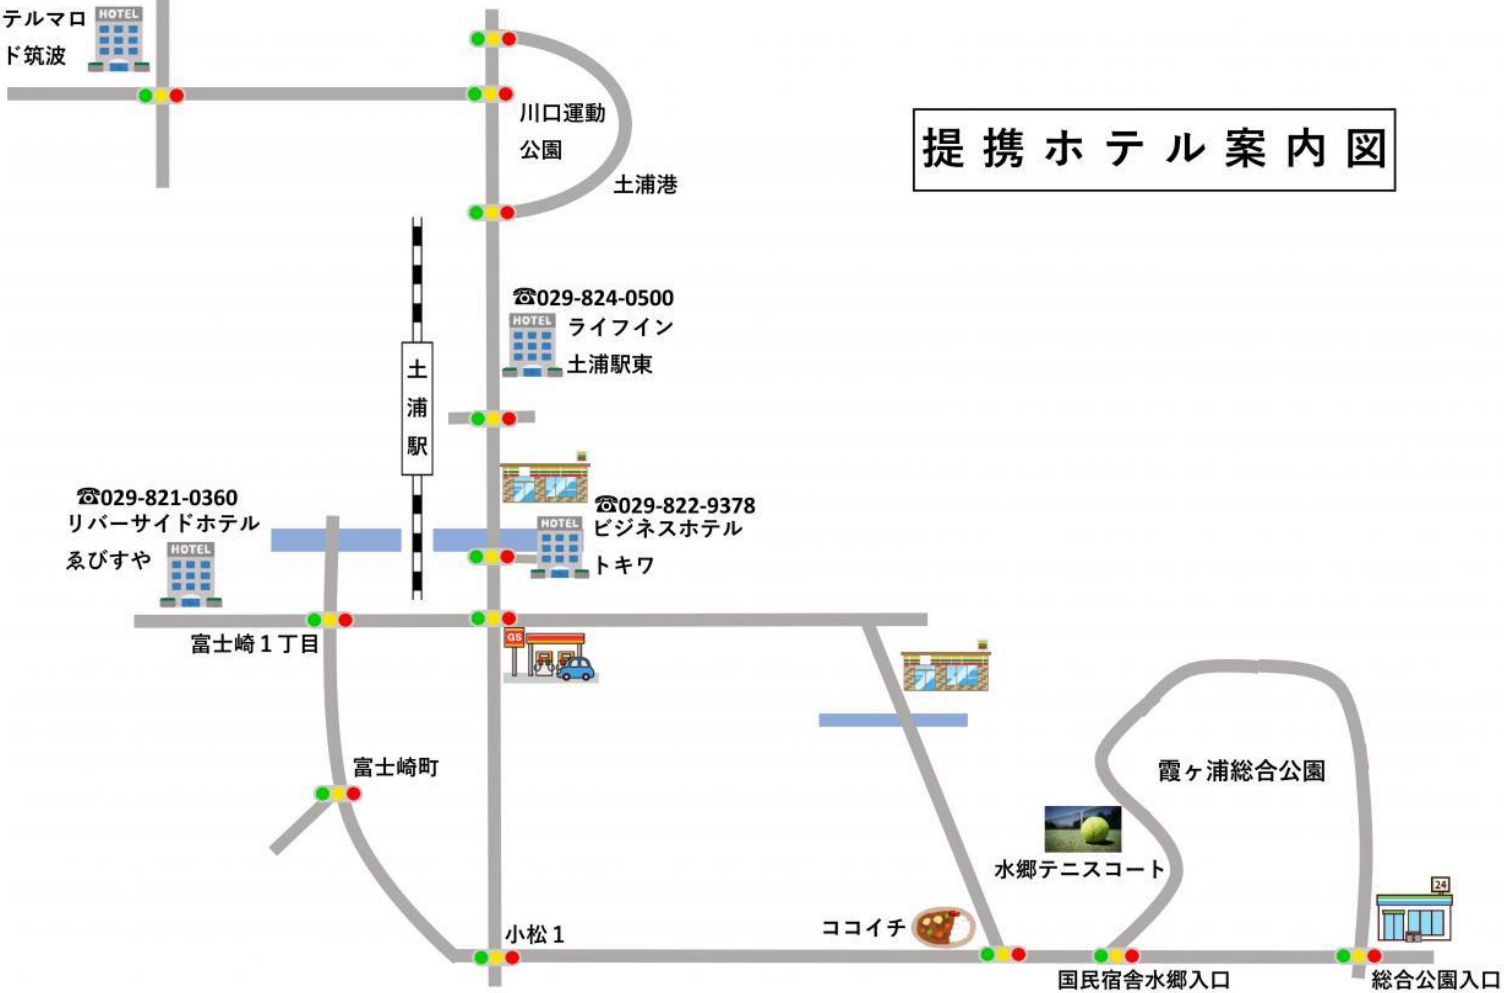 テルマロ
ド筑波
HOTEL
川口運動
公園
土浦港
提携ホテル案内図
☎029-824-0500
HOTEL
ライフイン
土浦駅東
土浦駅
☎029-821-0360
リバーサイドホテル
ゑびすや
HOTEL
☎029-822-9378
ビジネスホテル
トキワ
HOTEL
富士崎1丁目
GS
富士崎町
霞ヶ浦総合公園
水郷テニスコート
24
ココイチ
小松1
国民宿舎水郷入口
総合公園入口